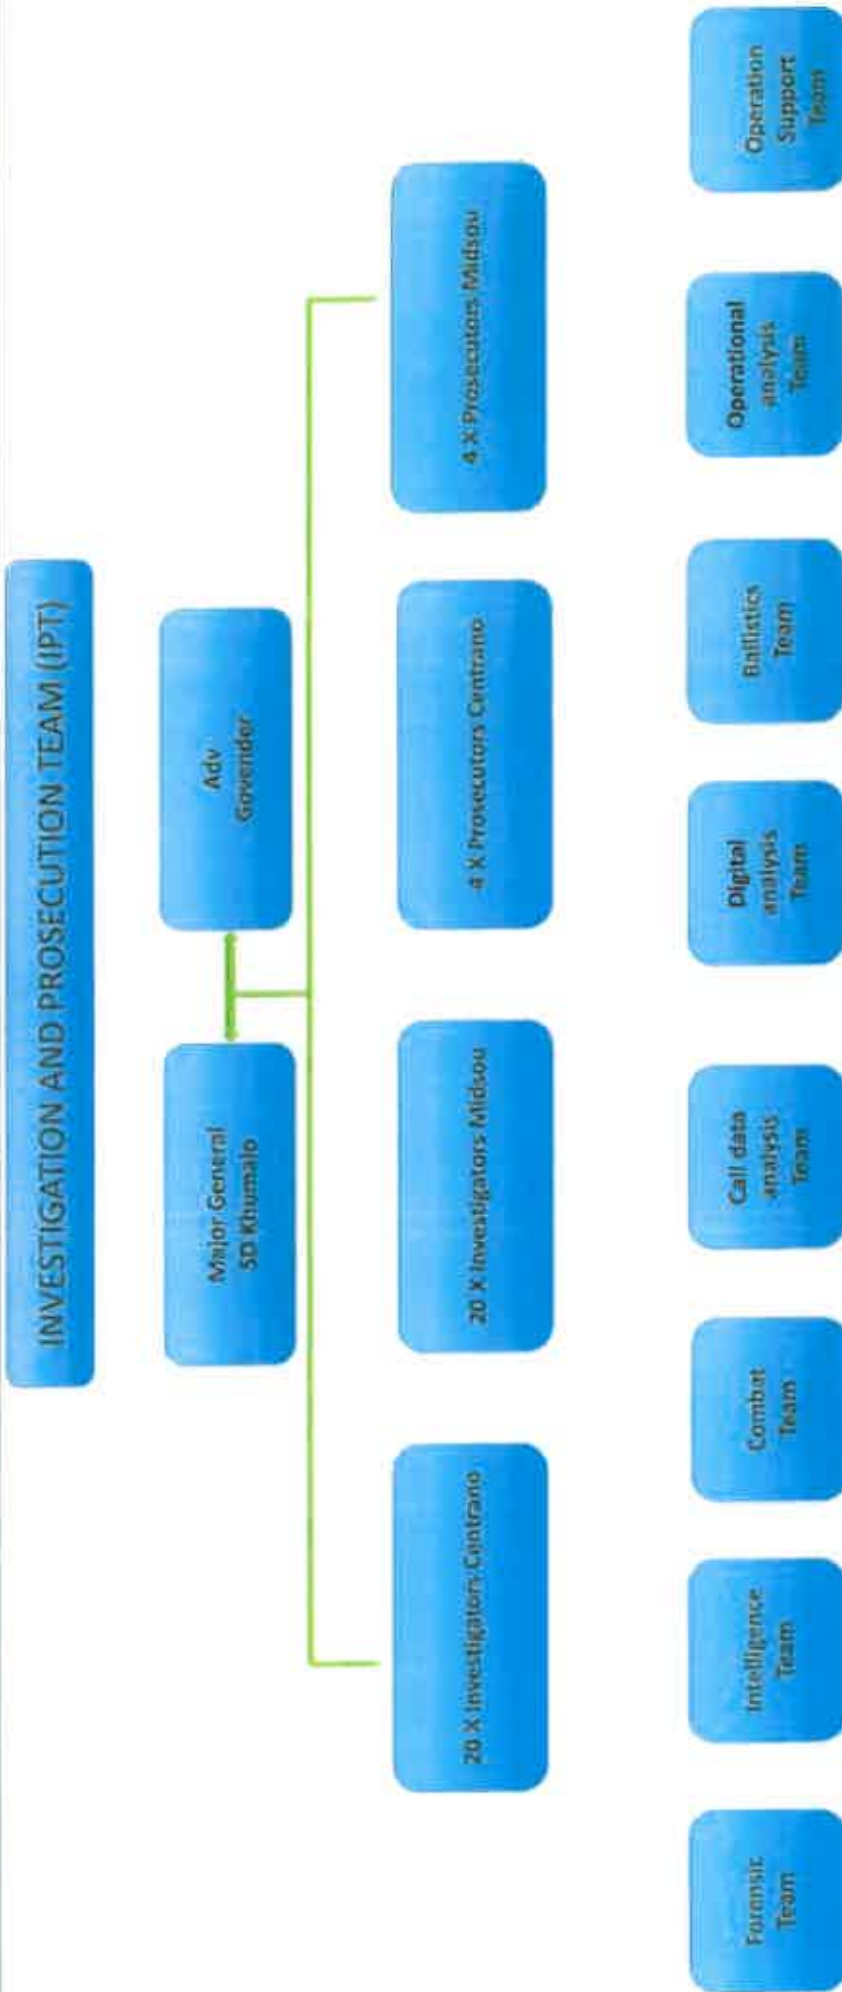 INVESTIGATION AND PROSECUTION TEAM (IPT)
Major General
SD Khumalo
Adv
Govender
20 X Investigators Centrano
20 X Investigators Midsou
4 X Prosecutors Centrano
4 X Prosecutors Midsou
Forensic
Team
Intelligence
Team
Combat
Team
Call data
analysis
Team
Digital
analysis
Team
Ballistics
Team
Operational
analysis
Team
Operation
Support
Team